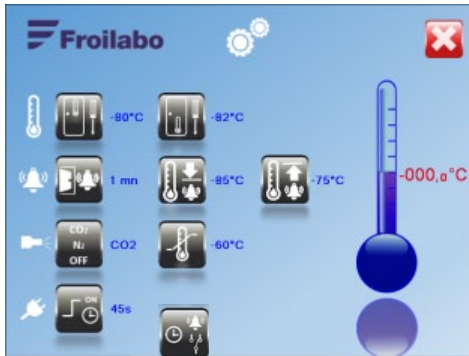 Froilabo
-80°C -82°C
1 mn -85°C -75°C
-000,0°C
CO2
N2
OFF
CO2 -60°C
ON
45s